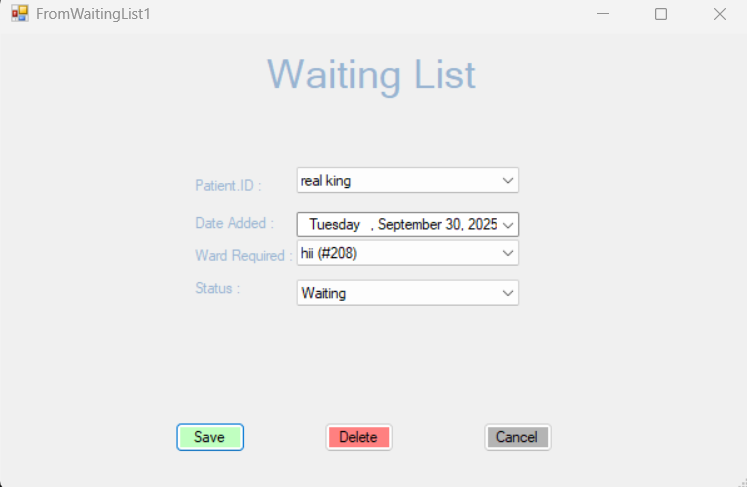 FromWaitingList1
Waiting List
Patient.ID : real king
Date Added : Tuesday , September 30, 2025
Ward Required : hii (#208)
Status : Waiting
Save Delete Cancel